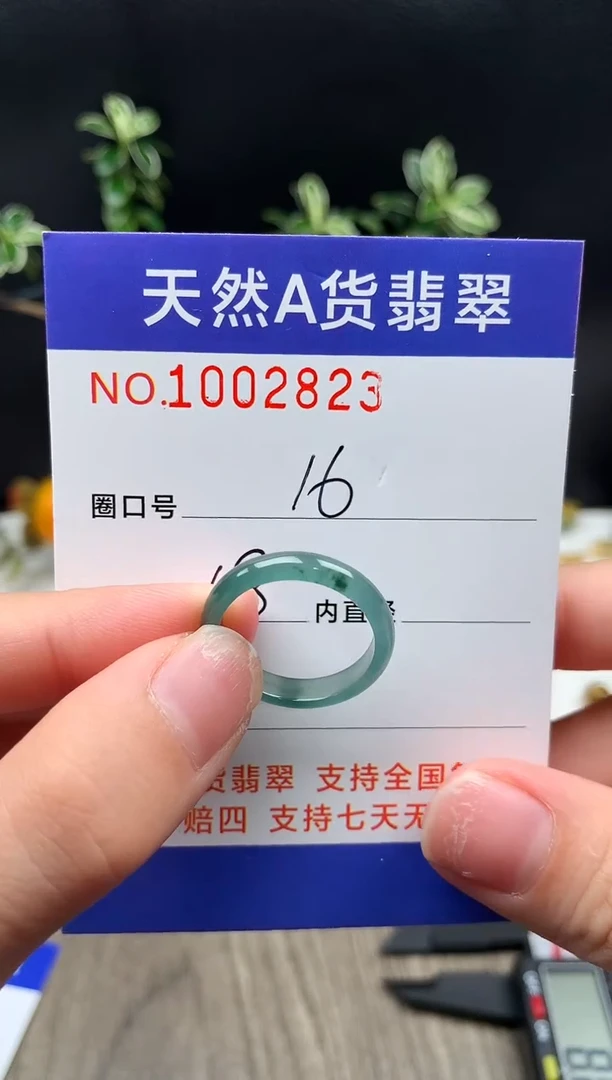 天然A货翡翠
NO.1002823
圈口号 16
内直径
货翡翠 支持全国
赔四 支持七天无